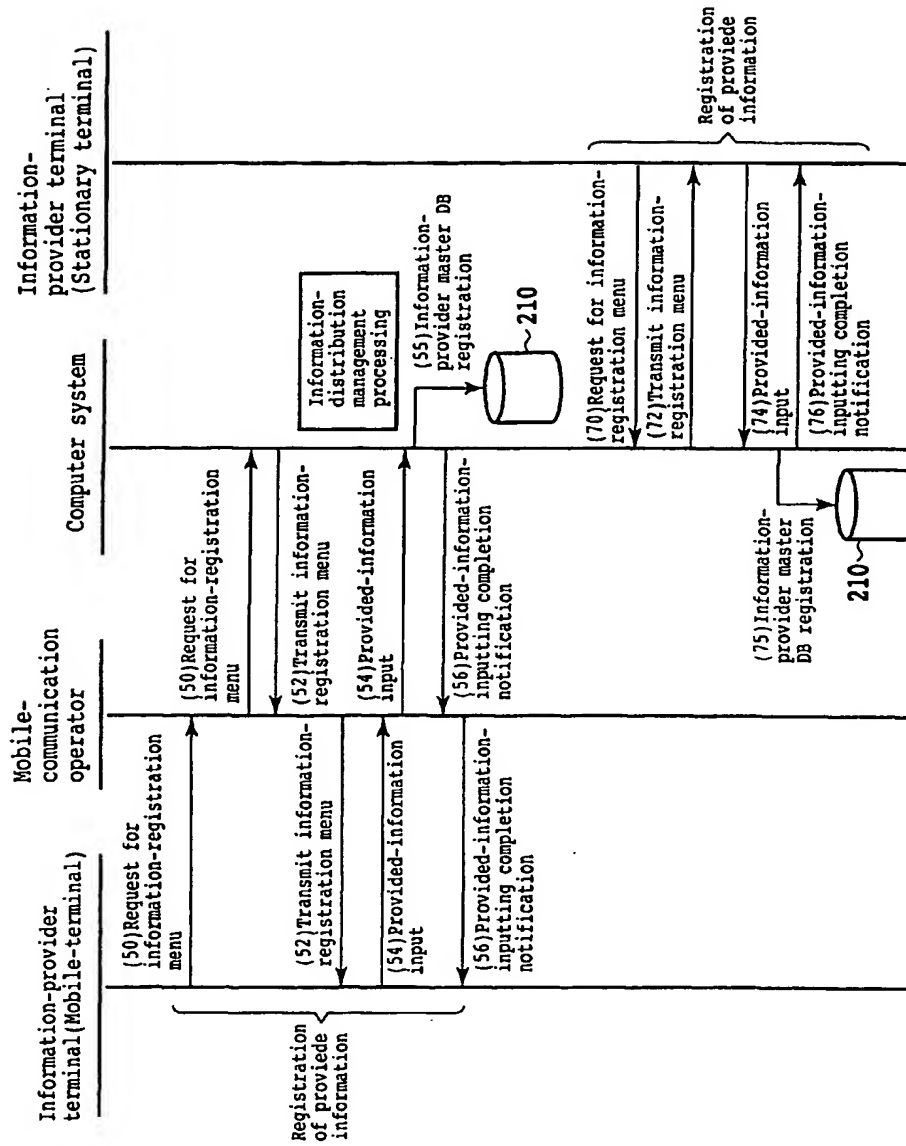 Information-provider
terminal(Mobile-terminal)
Mobile-
communication
operator
Computer system
Information-
provider terminal
(Stationary terminal)
(50)Request for
information-registration
menu
(50)Request for
information-registration
menu
(52)Transmit information-
registration menu
(52)Transmit information-
registration menu
(54)Provided-information
input
(54)Provided-information
input
(56)Provided-information-
inputting completion
notification
(56)Provided-information-
inputting completion
notification
Registration
of providede
information
Information-
distribution
management
processing
(55)Information-
provider master DB
registration
210
(70)Request for information-
registration menu
(72)Transmit information-
registration menu
(74)Provided-information
input
(76)Provided-information-
inputting completion
notification
(75)Information-
provider master
DB registration
210
Registration
of providede
information